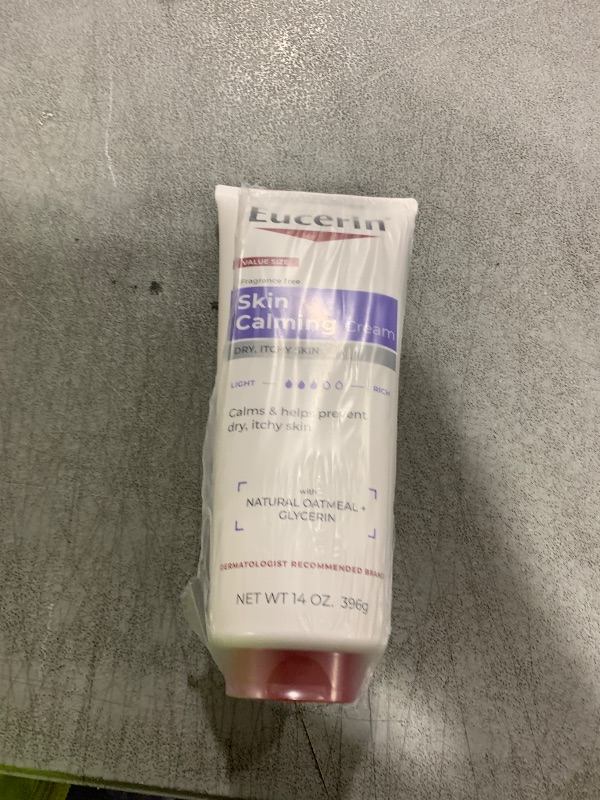 Eucerin
VALUE SIZE
Fragrance free
Skin
Calming Cream
DRY, ITCHY SKIN
LIGHT RICH
Calms & helps prevent
dry, itchy skin
with
NATURAL OATMEAL +
GLYCERIN
DERMATOLOGIST RECOMMENDED BRAND
NET WT 14 OZ. 396g